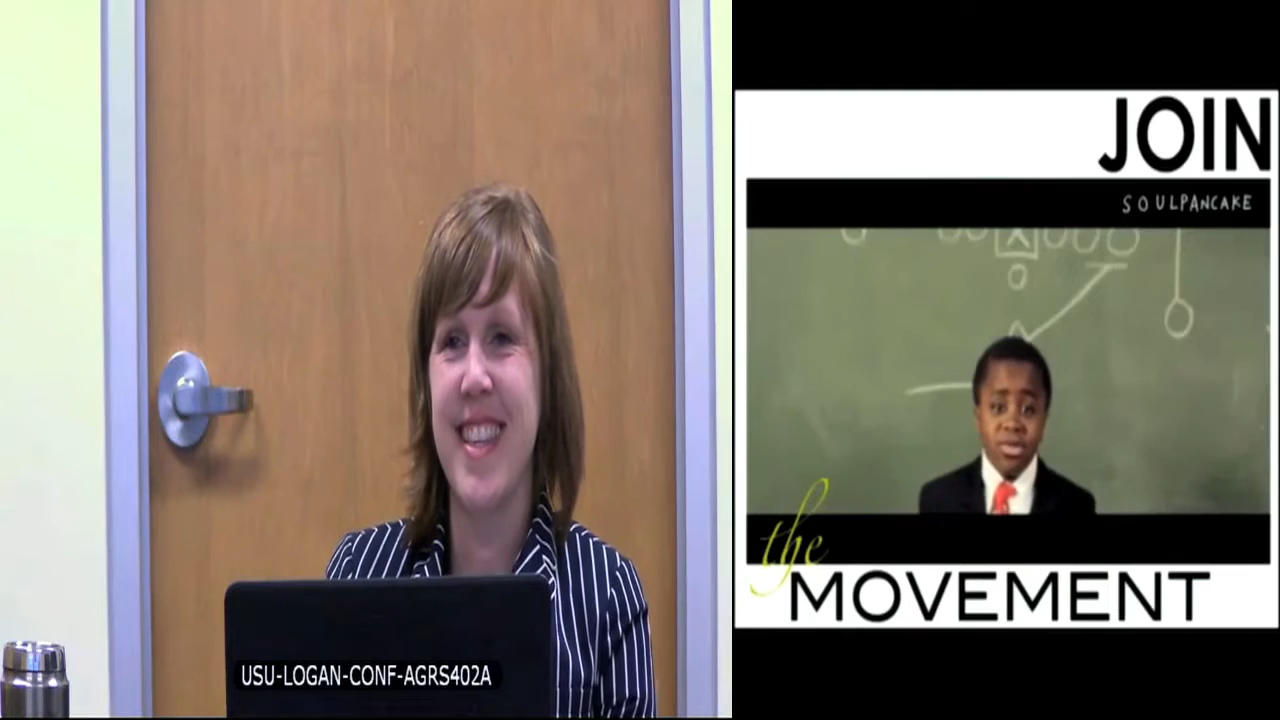 JOIN
SOULPANCAKE
the
MOVEMENT
USU-LOGAN-CONF-AGRS402A